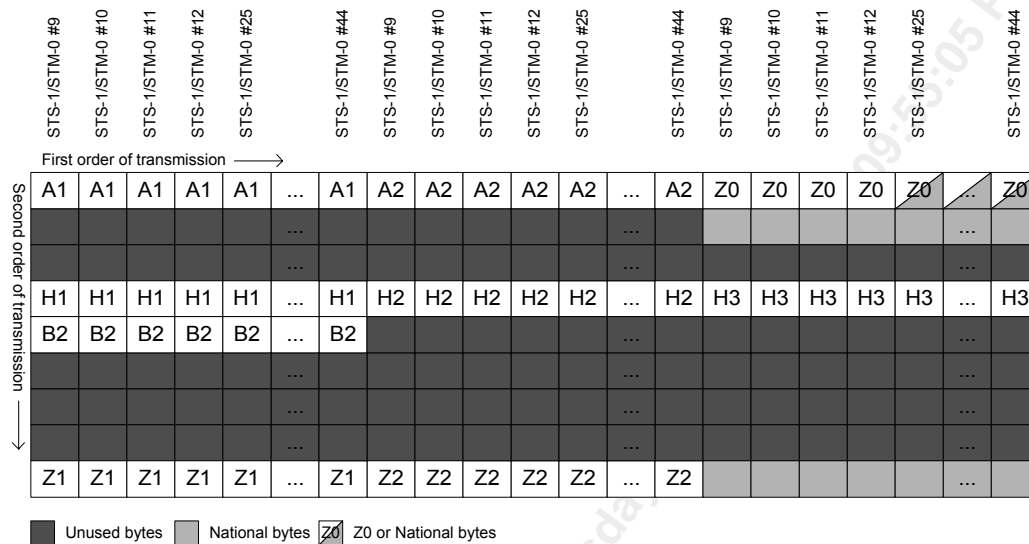 STS-1/STM-0 #9 STS-1/STM-0 #10 STS-1/STM-0 #11 STS-1/STM-0 #12 STS-1/STM-0 #25 STS-1/STM-0 #44 STS-1/STM-0 #9 STS-1/STM-0 #10 STS-1/STM-0 #11 STS-1/STM-0 #12 STS-1/STM-0 #25 STS-1/STM-0 #44 STS-1/STM-0 #9 STS-1/STM-0 #10 STS-1/STM-0 #11 STS-1/STM-0 #12 STS-1/STM-0 #25 STS-1/STM-0 #44
First order of transmission
Second order of transmission
A1 A1 A1 A1 A1 ... A1 A2 A2 A2 A2 A2 ... A2 Z0 Z0 Z0 Z0 Z0 ... Z0
... ... ...
... ... ...
H1 H1 H1 H1 H1 ... H1 H2 H2 H2 H2 H2 ... H2 H3 H3 H3 H3 H3 ... H3
B2 B2 B2 B2 B2 ... B2 ... ...
... ... ...
... ... ...
... ... ...
Z1 Z1 Z1 Z1 Z1 ... Z1 Z2 Z2 Z2 Z2 Z2 ... Z2 ...
Unused bytes National bytes Z0 Z0 or National bytes
09:55:05